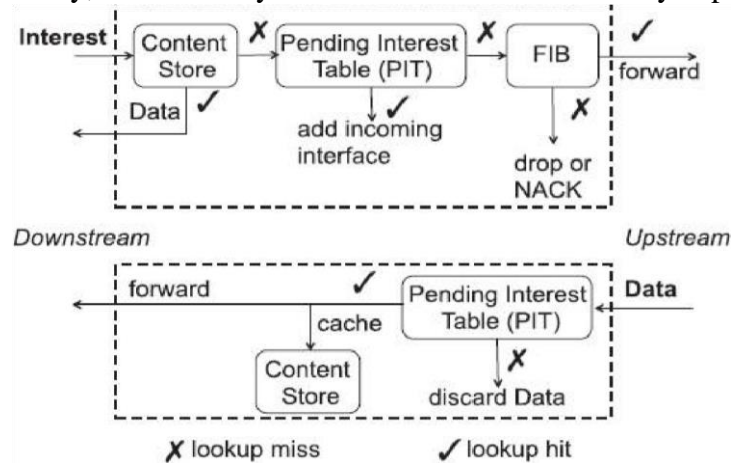 Interest
Content
Store
Pending Interest
Table (PIT)
FIB
forward
Data
add incoming
interface
drop or
NACK
Downstream
Upstream
forward
Pending Interest
Table (PIT)
Data
cache
Content
Store
discard Data
✗ lookup miss
✓ lookup hit